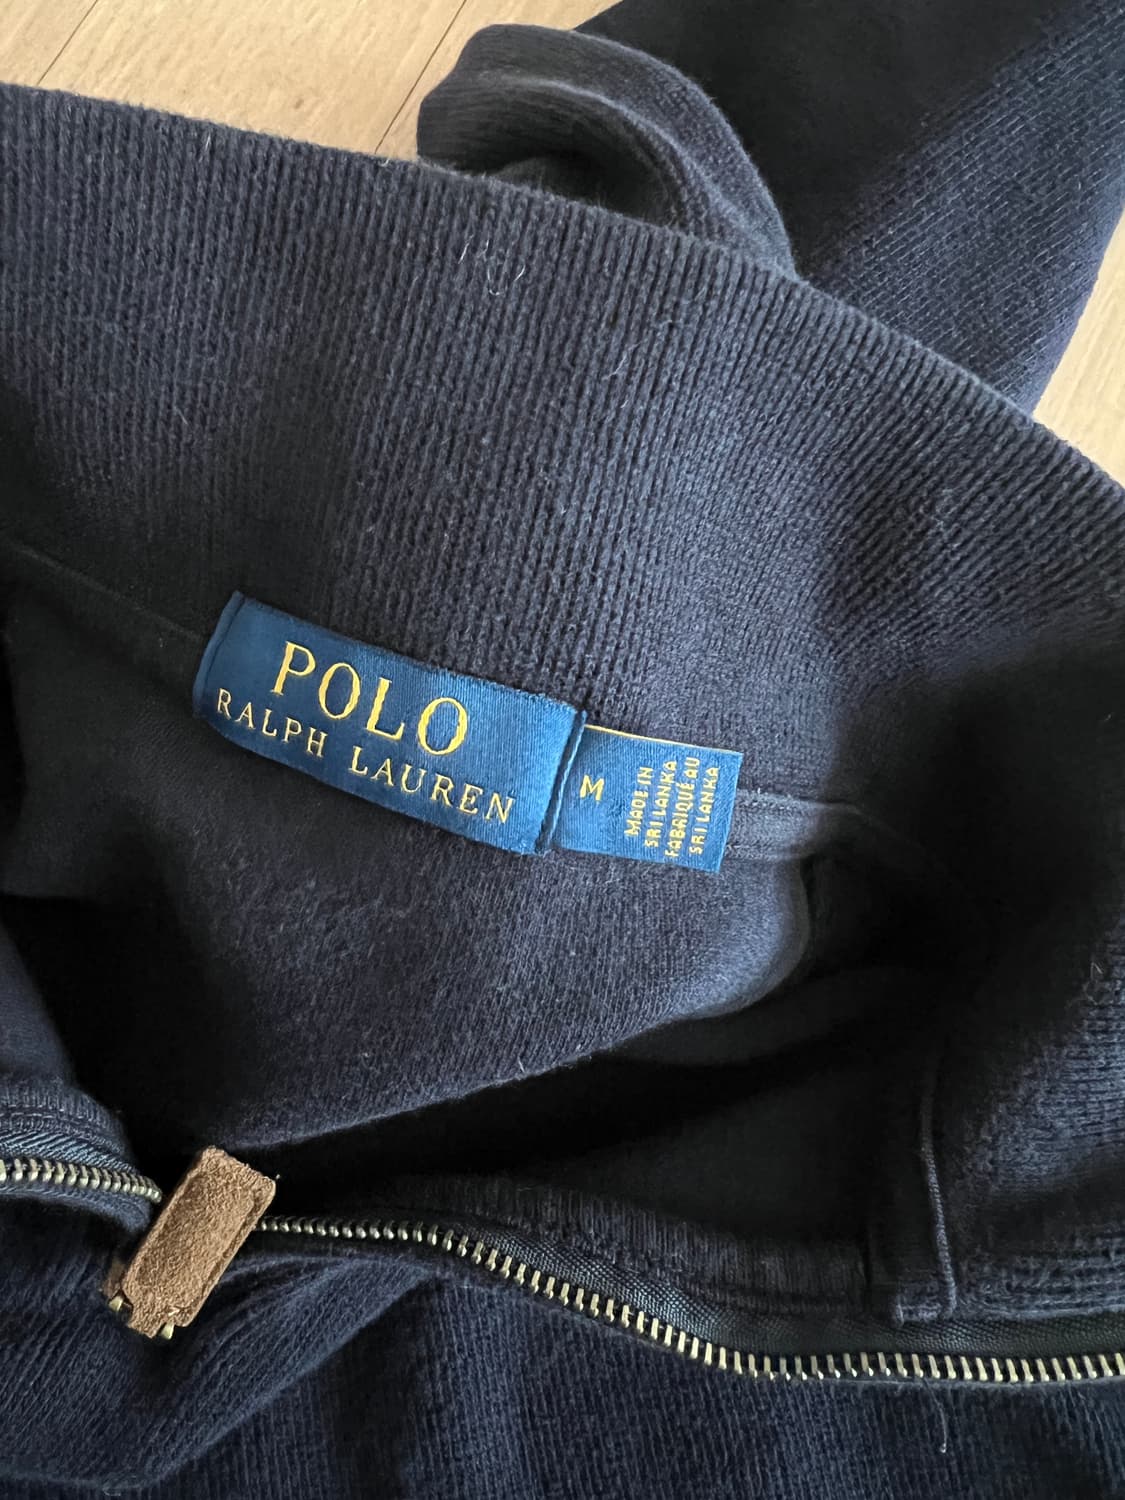 POLO
RALPH LAUREN
M
MADE IN
SRI LANKA
FABRIQUÉ AU
SRI LANKA